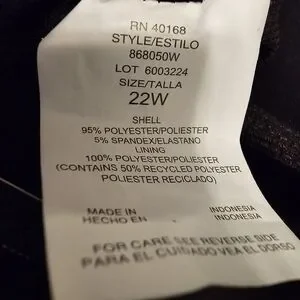 RN 40168
STYLE/ESTILO
868050W
LOT 6003224
SIZE/TALLA
22W
SHELL
95% POLYESTER/POLIESTER
5% SPANDEX/ELASTANO
LINING
100% POLYESTER/POLIESTER
(CONTAINS 50% RECYCLED POLYESTER
POLIESTER RECICLADO)
MADE IN INDONESIA
HECHO EN INDONESIA
FOR CARE SEE REVERSE SIDE
PARA EL CUIDADO VEA EL DORSO